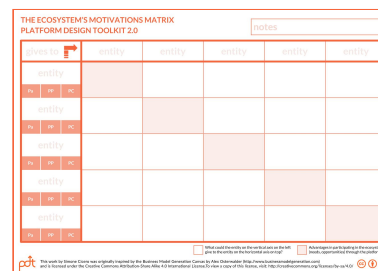 THE ECOSYSTEM'S MOTIVATIONS MATRIX
PLATFORM DESIGN TOOLKIT 2.0
notes
gives to entity entity entity entity entity
entity
Pa PP PC
entity
Pa PP PC
entity
Pa PP PC
entity
Pa PP PC
entity
Pa PP PC
What could the entity on the vertical axis on the left
give to the entity on the horizontal axis on top?
Advantages in participating in the ecosys
(needs, opportunities) through the platfor
pdt
This work by Simone Cicero was originally inspired by the Business Model Generation Canvas by Alex Osterwalder (http://www.businessmodelgeneration.com)
and is licensed under the Creative Commons Attribution-Share Alike 4.0 International License. To view a copy of this license, visit: http://creativecommons.org/licenses/by-sa/4.0/